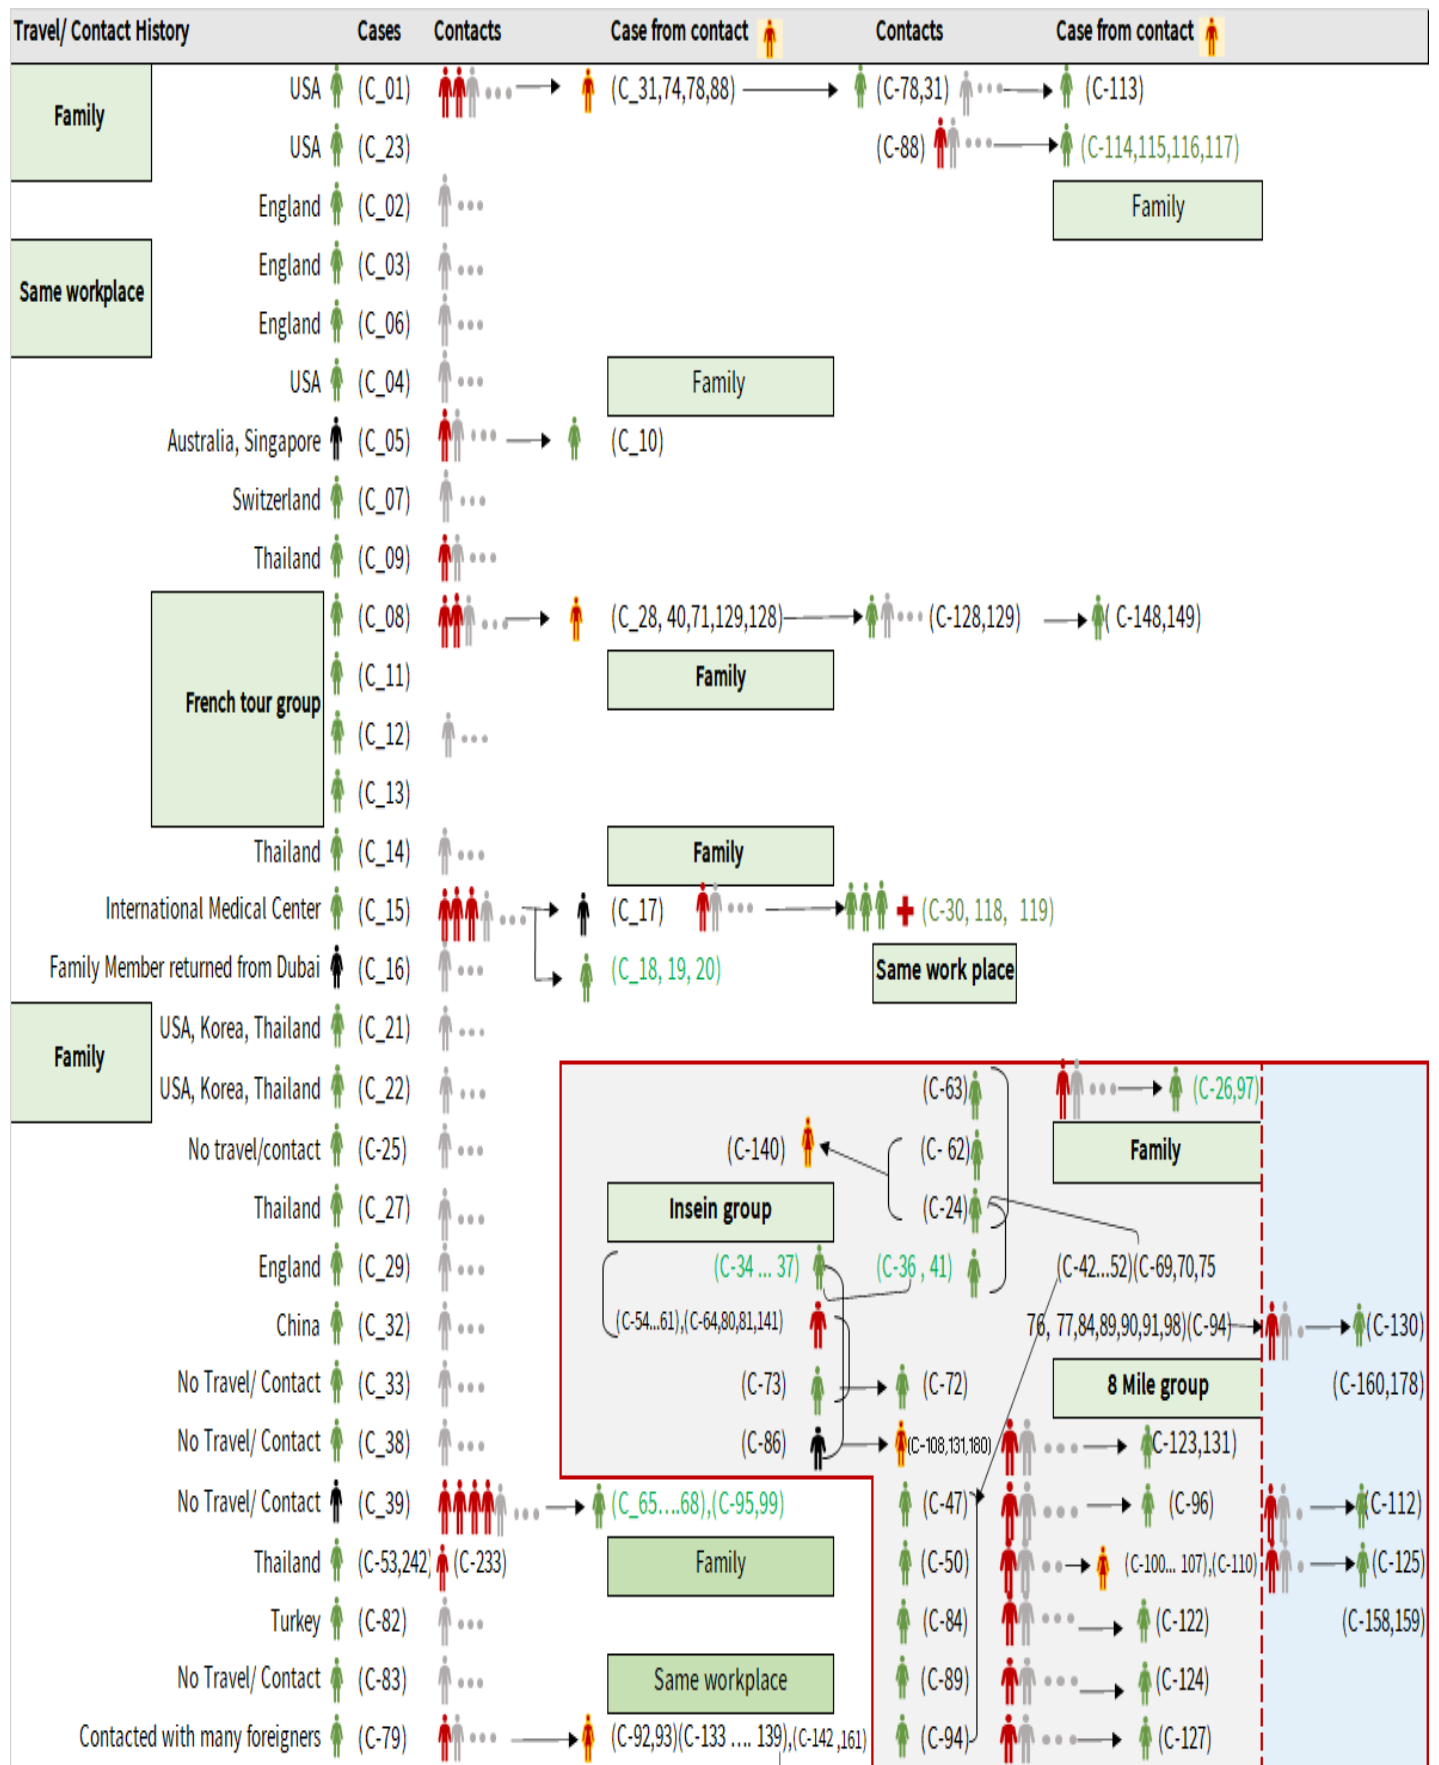 Travel/ Contact History Cases Contacts Case from contact Contacts Case from contact
Family
USA (C_01) (C_31,74,78,88) (C-78,31) (C-113)
USA (C_23) (C-88) (C-114,115,116,117)
England (C_02) Family
Same workplace
England (C_03)
England (C_06)
USA (C_04) Family
Australia, Singapore (C_05) (C_10)
Switzerland (C_07)
Thailand (C_09)
French tour group
(C_08) (C_28, 40,71,129,128) (C-128,129) ( C-148,149)
(C_11) Family
(C_12)
(C_13)
Thailand (C_14) Family
International Medical Center (C_15) (C_17) (C-30, 118, 119)
Family Member returned from Dubai (C_16) (C_18, 19, 20) Same work place
Family
USA, Korea, Thailand (C_21)
USA, Korea, Thailand (C_22) (C-63) (C-26,97)
No travel/contact (C-25) (C-140) (C- 62) Family
Thailand (C_27) Insein group (C-24)
England (C_29) (C-34 ... 37) (C-36 , 41) (C-42...52)(C-69,70,75
China (C_32) (C-54...61),(C-64,80,81,141) 76, 77,84,89,90,91,98)(C-94) (C-130)
No Travel/ Contact (C_33) (C-73) (C-72) 8 Mile group (C-160,178)
No Travel/ Contact (C_38) (C-86) (C-108,131,180) C-123,131)
No Travel/ Contact (C_39) (C_65....68),(C-95,99) (C-47) (C-96) (C-112)
Thailand (C-53,242) (C-233) Family (C-50) (C-100... 107),(C-110) (C-125)
Turkey (C-82) (C-84) (C-122) (C-158,159)
No Travel/ Contact (C-83) Same workplace (C-89) (C-124)
Contacted with many foreigners (C-79) (C-92,93)(C-133 .... 139),(C-142 ,161) (C-94) (C-127)